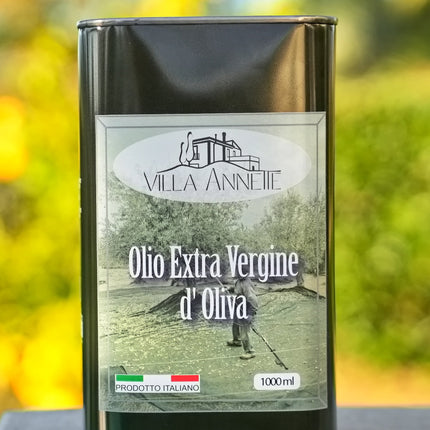 VILLA ANNETTE
Olio Extra Vergine
d' Oliva
PRODOTTO ITALIANO
1000 ml